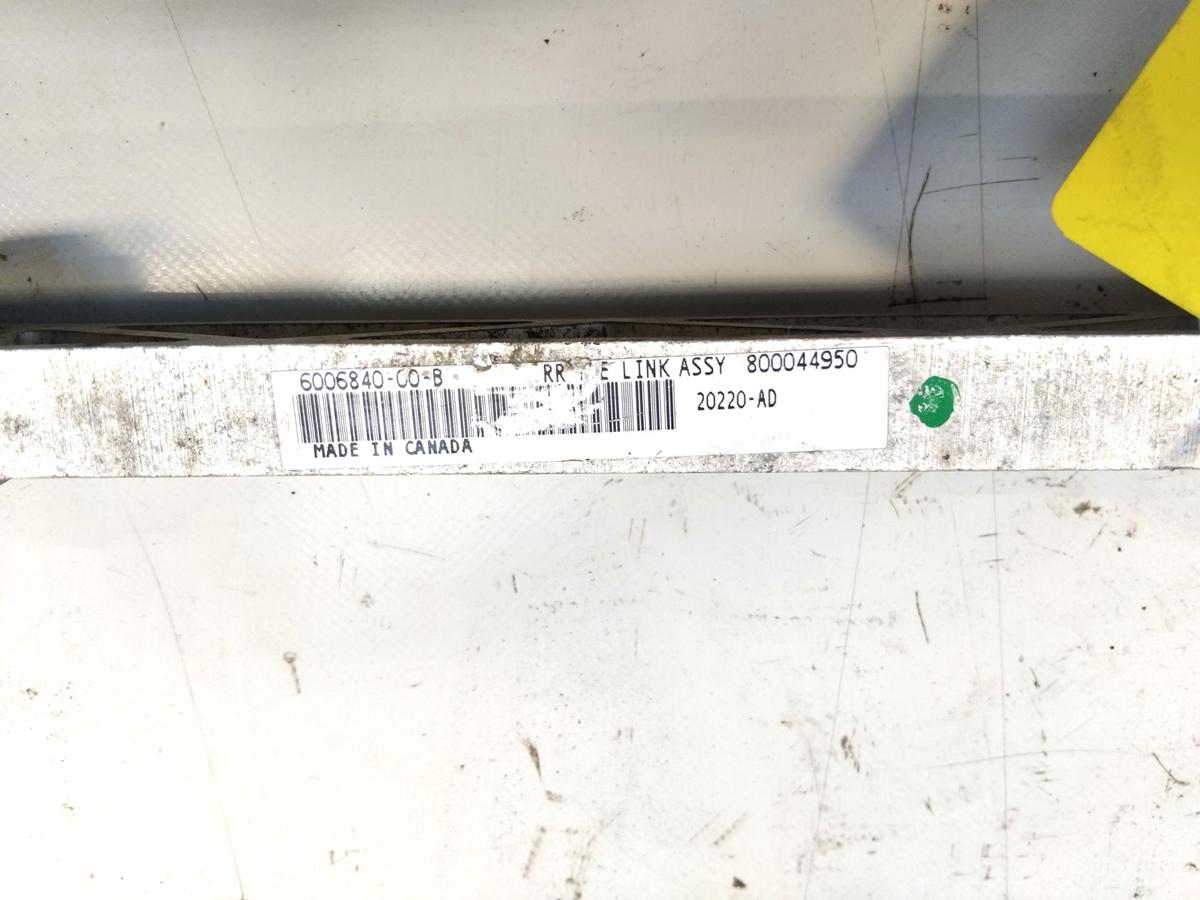 6006840-00-B RR LINK ASSY 800044950
20220-AD
MADE IN CANADA